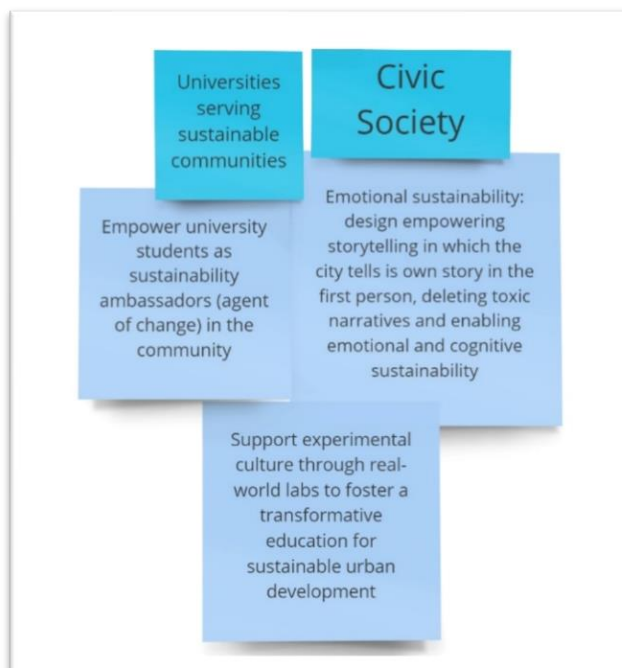 Universities
serving
sustainable
communities
Civic
Society
Empower university
students as
sustainability
ambassadors (agent
of change) in the
community
Emotional sustainability:
design empowering
storytelling in which the
city tells is own story in the
first person, deleting toxic
narratives and enabling
emotional and cognitive
sustainability
Support experimental
culture through real-
world labs to foster a
transformative
education for
sustainable urban
development